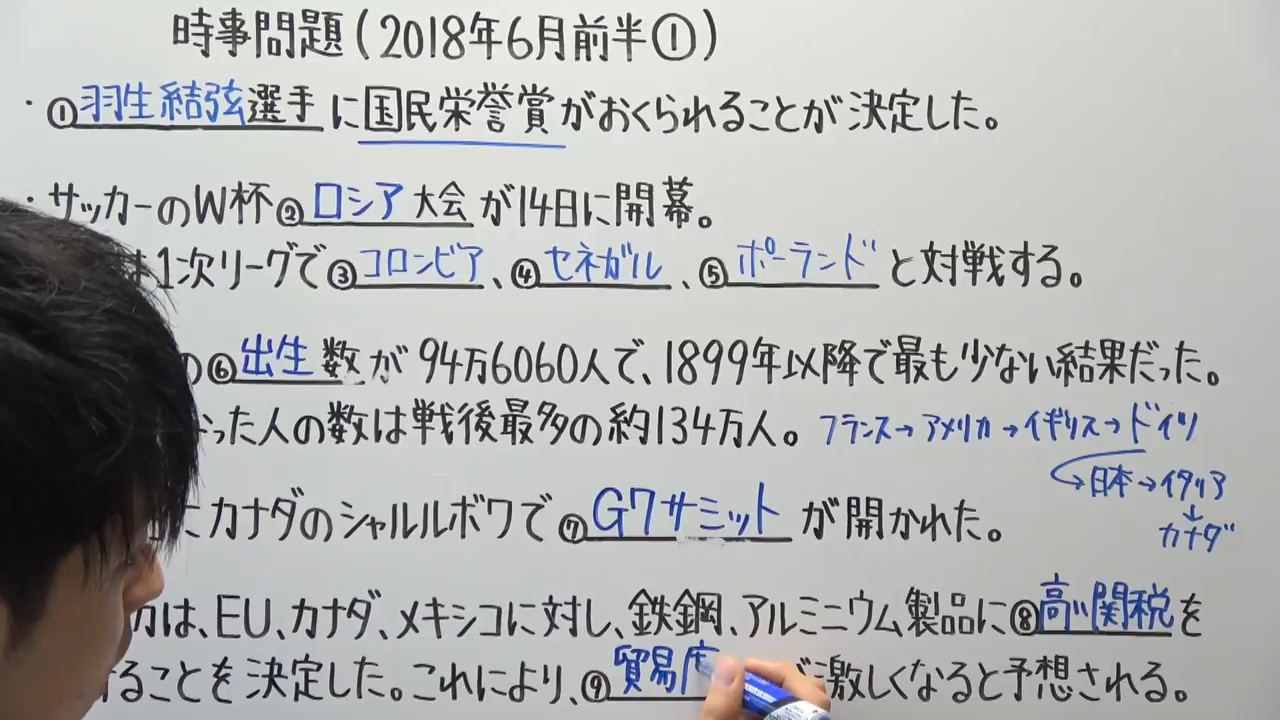 時事問題(2018年6月前半①)
・①羽生結弦選手に国民栄誉賞がおくられることが決定した。
・サッカーのW杯②ロシア大会が14日に開幕。
は1次リーグで③コロンビア、④セネガル、⑤ポーランドと対戦する。
の⑥出生数が94万6060人で、1899年以降で最も少ない結果だった。
った人の数は戦後最多の約134万人。
フランス→アメリカ→イギリス→ドイツ
→日本→イタリア
↓
カナダ
にカナダのシャルルボワで⑦G7サミットが開かれた。
カは、EU、カナダ、メキシコに対し、鉄鋼、アルミニウム製品に⑧高い関税を
けることを決定した。これにより、⑨貿易が激しくなると予想される。